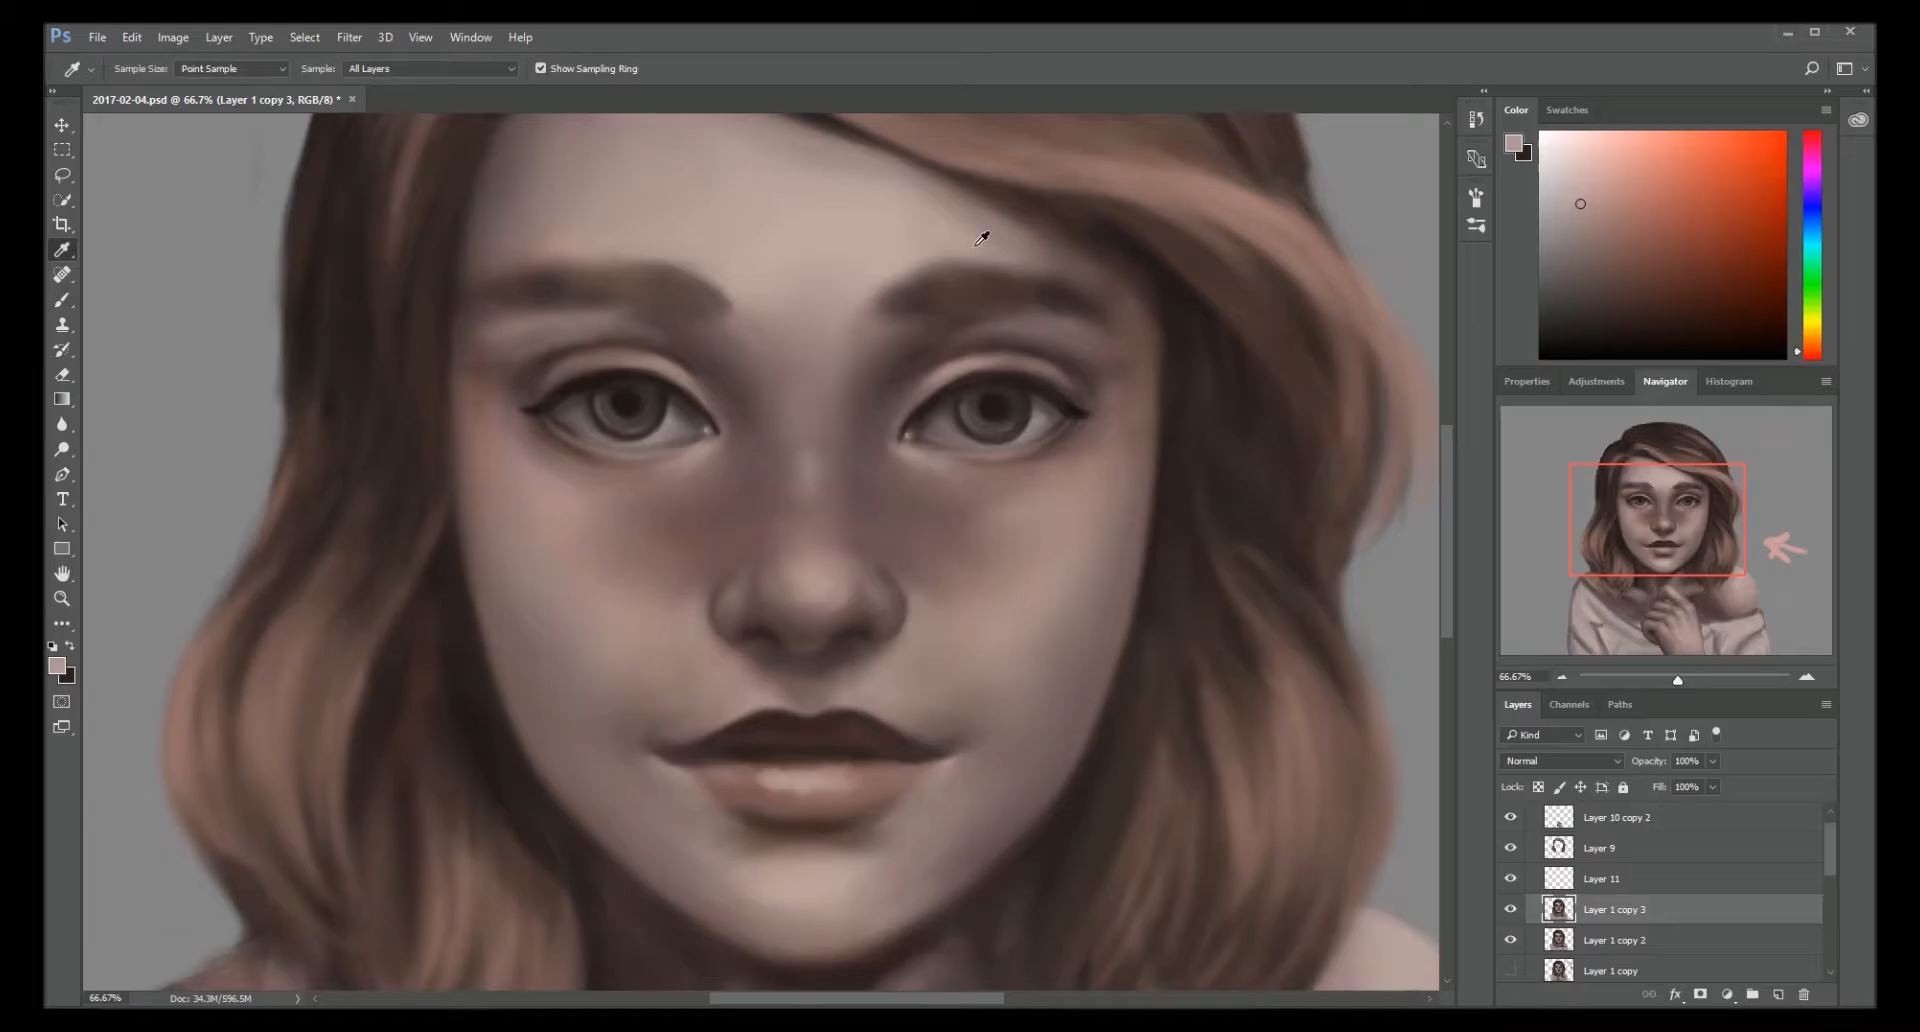 Ps File Edit Image Layer Type Select Filter 3D View Window Help
Sample Size: Point Sample Sample: All Layers Show Sampling Ring
2017-02-04.psd @ 66.7% (Layer 1 copy 3, RGB/8) *
Color Swatches
Properties Adjustments Navigator Histogram
66.67%
Layers Channels Paths
Kind
Normal Opacity: 100%
Lock: Fill: 100%
Layer 10 copy 2
Layer 9
Layer 11
Layer 1 copy 3
Layer 1 copy 2
Layer 1 copy
fx
66.67% Doc: 34.3M/596.5M